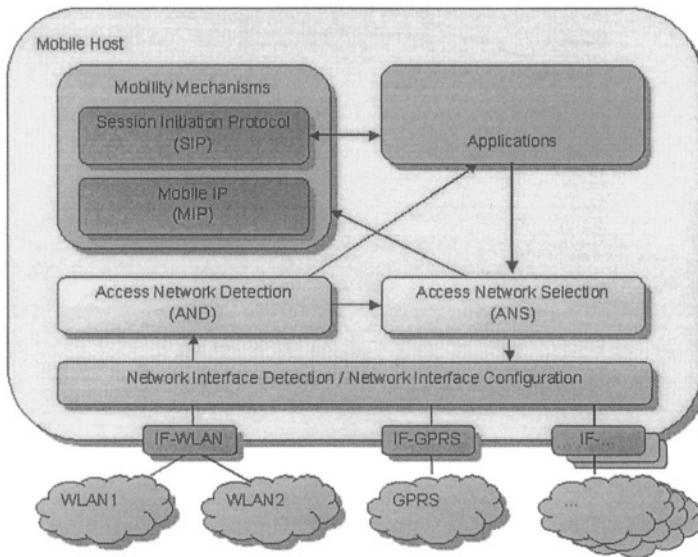 Mobile Host
Mobility Mechanisms
Session Initiation Protocol
(SIP)
Mobile IP
(MIP)
Applications
Access Network Detection
(AND)
Access Network Selection
(ANS)
Network Interface Detection / Network Interface Configuration
IF-WLAN
IF-GPRS
IF-...
WLAN1
WLAN2
GPRS
...